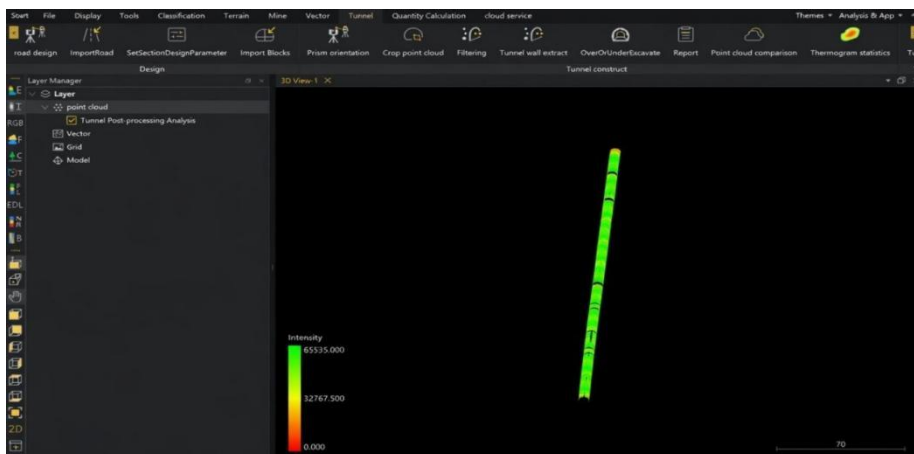 Start File Display Tools Classification Terrain Mine Vector Tunnel Quantity Calculation cloud service Themes Analysis & App
road design ImportRoad SetSectionDesignParameter Import Blocks Prism orientation Crop point cloud Filtering Tunnel wall extract OverOrUnderExcavate Report Point cloud comparison Thermogram statistics
Design Tunnel construct
Layer Manager
3D View-1
Layer
point cloud
Tunnel Post-processing Analysis
Vector
Grid
Model
E
I
RGB
F
C
T
EDL
B
2D
Intensity
65535.000
32767.500
0.000
70